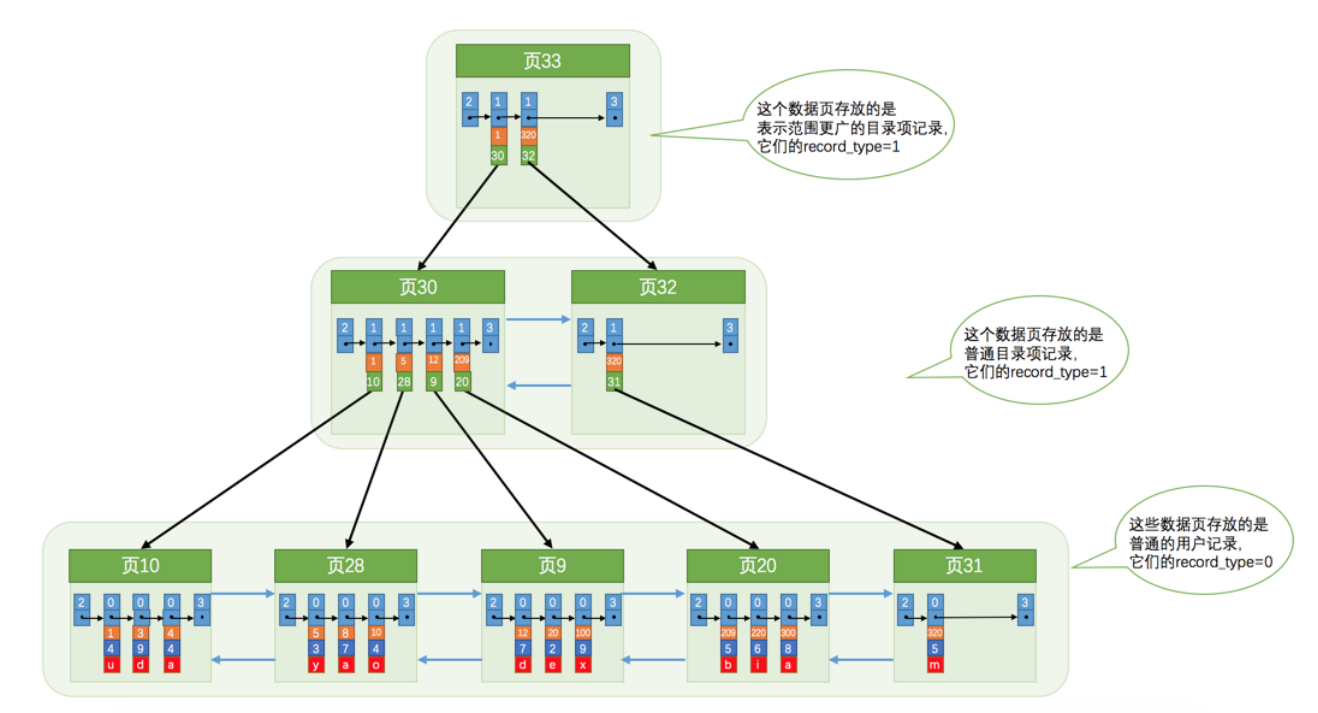 页33
2 1 1 3
1 320
30 32
这个数据页存放的是
表示范围更广的目录项记录,
它们的record_type=1
页30
2 1 1 1 1 3
1 5 12 209
10 28 9 20
页32
2 1 3
320
31
这个数据页存放的是
普通目录项记录,
它们的record_type=1
页10
2 0 0 0 3
1 3 4
4 9 4
u d a
页28
2 0 0 0 3
5 8 10
3 7 4
y a o
页9
2 0 0 0 3
12 20 100
7 2 9
d e x
页20
2 0 0 0 3
209 220 300
5 6 8
b i a
页31
2 0 3
320
5
m
这些数据页存放的是
普通的用户记录,
它们的record_type=0